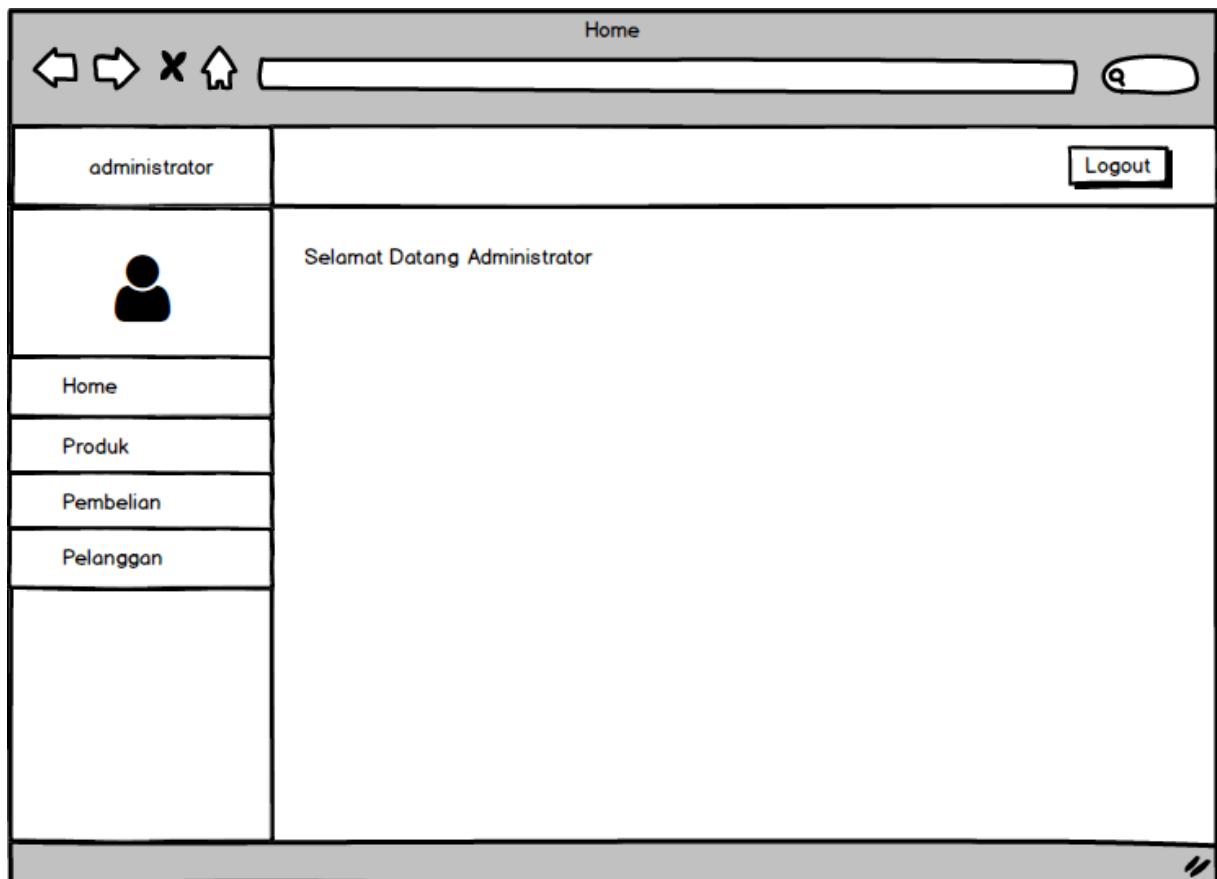 Home
administrator
Logout
Selamat Datang Administrator
Home
Produk
Pembelian
Pelanggan